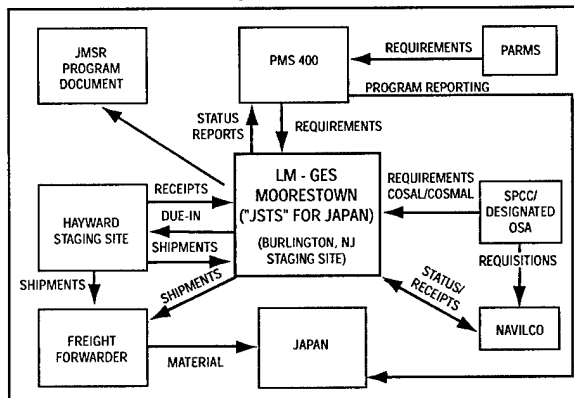 JMSR
PROGRAM
DOCUMENT
PMS 400
REQUIREMENTS
PARMS
PROGRAM REPORTING
STATUS
REPORTS
REQUIREMENTS
LM - GES
MOORESTOWN
("JSTS" FOR JAPAN)
(BURLINGTON, NJ
STAGING SITE)
RECEIPTS
DUE-IN
SHIPMENTS
HAYWARD
STAGING SITE
REQUIREMENTS
COSAL/COSMAL
SPCC/
DESIGNATED
OSA
REQUISITIONS
SHIPMENTS
SHIPMENTS
STATUS/
RECEIPTS
NAVILCO
FREIGHT
FORWARDER
MATERIAL
JAPAN